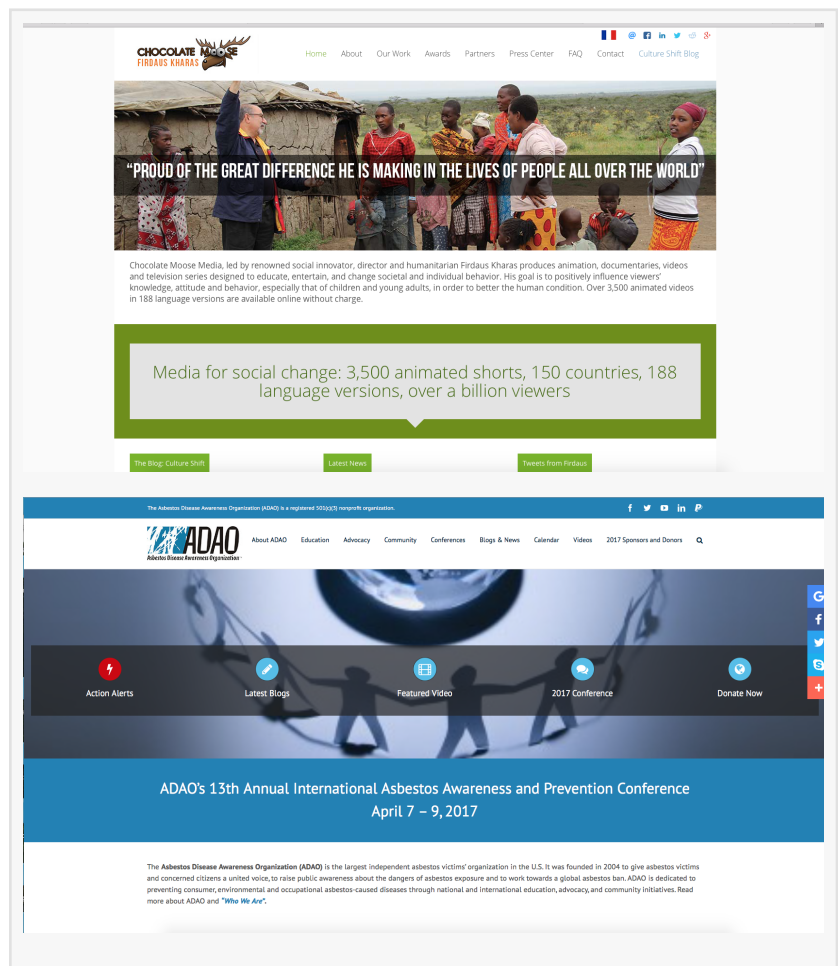 CHOCOLATE MOOSE
FIRDAUS KHARAS
Home About Our Work Awards Partners Press Center FAQ Contact Culture Shift Blog
“PROUD OF THE GREAT DIFFERENCE HE IS MAKING IN THE LIVES OF PEOPLE ALL OVER THE WORLD”
Chocolate Moose Media, led by renowned social innovator, director and humanitarian Firdaus Kharas produces animation, documentaries, videos
and television series designed to educate, entertain, and change societal and individual behavior. His goal is to positively influence viewers’
knowledge, attitude and behavior, especially that of children and young adults, in order to better the human condition. Over 3,500 animated videos
in 188 language versions are available online without charge.
Media for social change: 3,500 animated shorts, 150 countries, 188
language versions, over a billion viewers
The Blog: Culture Shift Latest News Tweets from Firdaus
The Asbestos Disease Awareness Organization (ADAO) is a registered 501(c)(3) nonprofit organization.
ADAO
Asbestos Disease Awareness Organization
About ADAO Education Advocacy Community Conferences Blogs & News Calendar Videos 2017 Sponsors and Donors
Action Alerts Latest Blogs Featured Video 2017 Conference Donate Now
ADAO’s 13th Annual International Asbestos Awareness and Prevention Conference
April 7 – 9, 2017
The Asbestos Disease Awareness Organization (ADAO) is the largest independent asbestos victims’ organization in the U.S. It was founded in 2004 to give asbestos victims
and concerned citizens a united voice, to raise public awareness about the dangers of asbestos exposure and to work towards a global asbestos ban. ADAO is dedicated to
preventing consumer, environmental and occupational asbestos-caused diseases through national and international education, advocacy, and community initiatives. Read
more about ADAO and “Who We Are”.